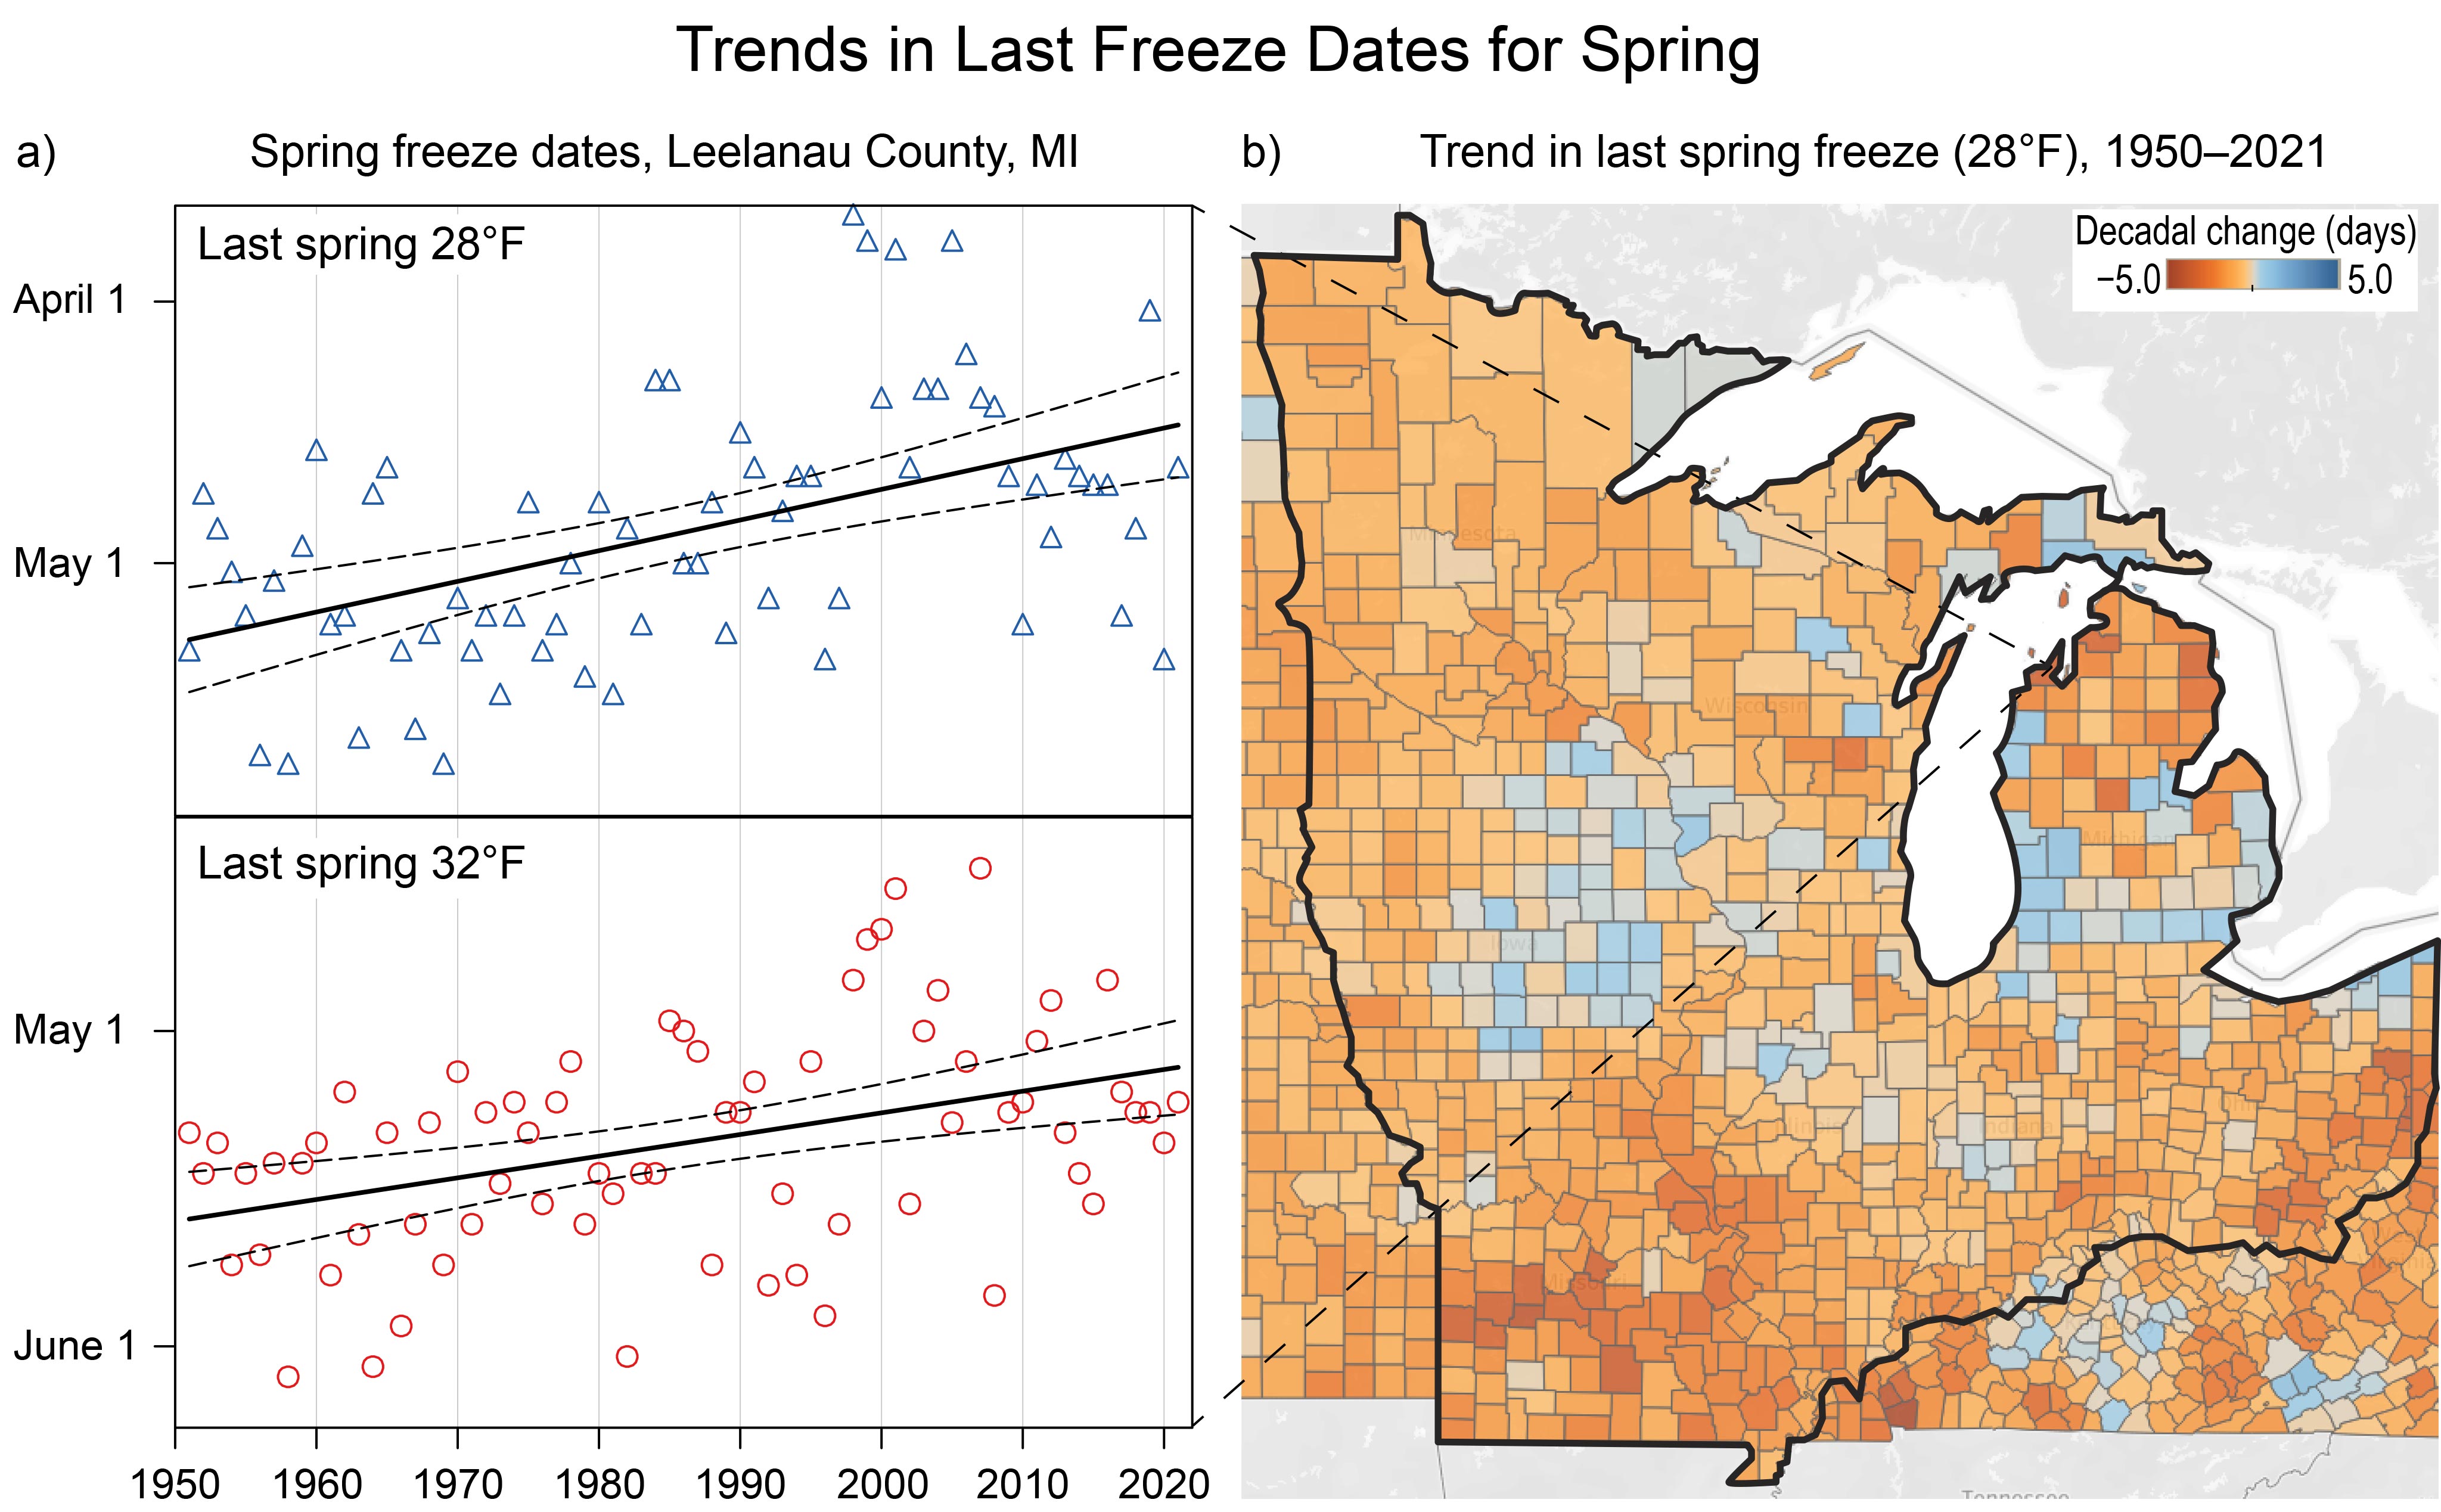 Trends in Last Freeze Dates for Spring
a)
Spring freeze dates, Leelanau County, MI
Last spring 28°F
April 1
May 1
Last spring 32°F
May 1
June 1
1950 1960 1970 1980 1990 2000 2010 2020
b)
Trend in last spring freeze (28°F), 1950–2021
Decadal change (days)
−5.0 5.0
Minnesota
Wisconsin
Michigan
Iowa
Illinois
Indiana
Ohio
Missouri
West
Virginia
Kentucky
Tennessee